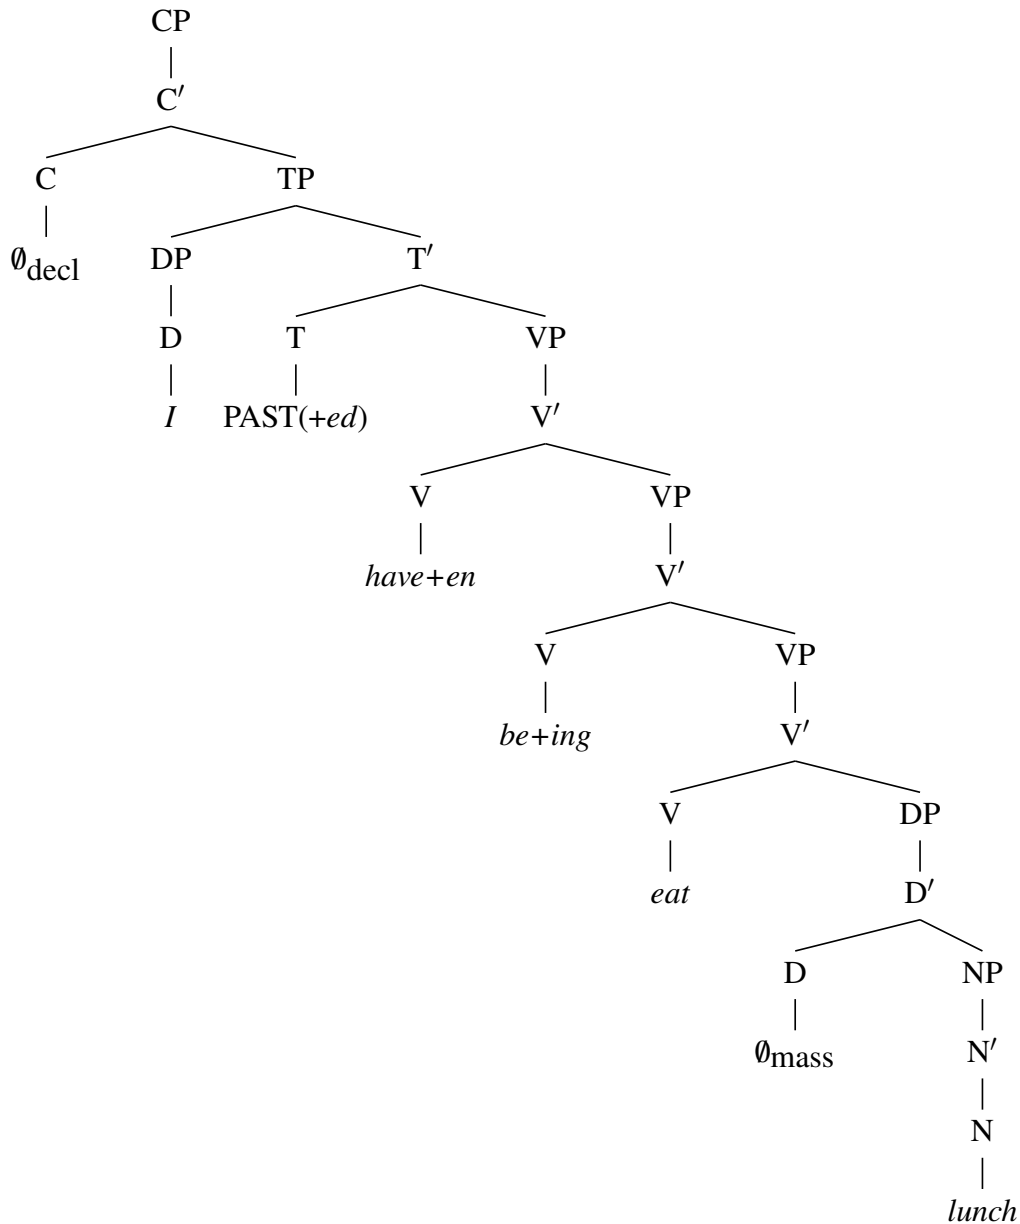 CP
C′
C TP
∅decl DP T′
D T VP
I PAST(+ed) V′
V VP
have+en V′
V VP
be+ing V′
V DP
eat D′
D NP
∅mass N′
N
lunch